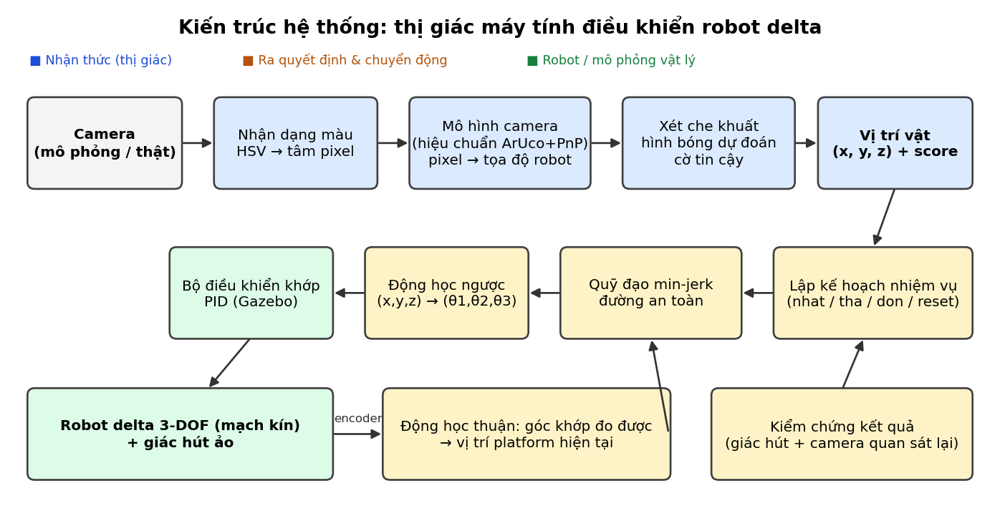 Kiến trúc hệ thống: thị giác máy tính điều khiển robot delta
■ Nhận thức (thị giác)
■ Ra quyết định & chuyển động
■ Robot / mô phỏng vật lý
Camera
(mô phỏng / thật)
Nhận dạng màu
HSV → tâm pixel
Mô hình camera
(hiệu chuẩn ArUco+PnP)
pixel → tọa độ robot
Xét che khuất
hình bóng dự đoán
cờ tin cậy
Vị trí vật
(x, y, z) + score
Bộ điều khiển khớp
PID (Gazebo)
Động học ngược
(x,y,z) → (θ1,θ2,θ3)
Quỹ đạo min-jerk
đường an toàn
Lập kế hoạch nhiệm vụ
(nhat / tha / don / reset)
Robot delta 3-DOF (mạch kín)
+ giác hút ảo
encoder
Động học thuận: góc khớp đo được
→ vị trí platform hiện tại
Kiểm chứng kết quả
(giác hút + camera quan sát lại)